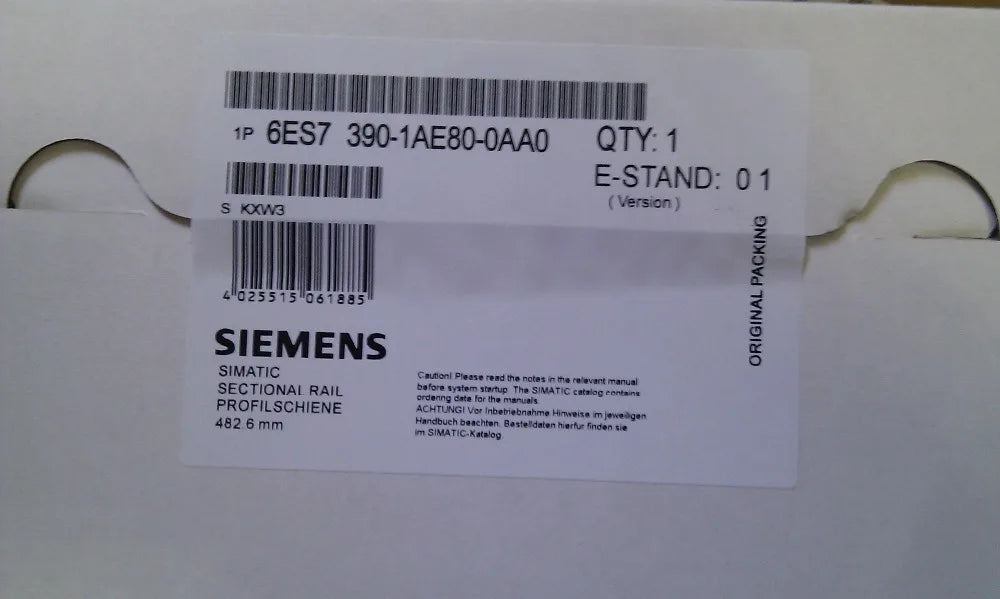 1P 6ES7 390-1AE80-0AA0
QTY: 1
E-STAND: 0 1
(Version)
S KXW3
4 025515 061885
ORIGINAL PACKING
SIEMENS
SIMATIC
SECTIONAL RAIL
PROFILSCHIENE
482.6 mm
Caution! Please read the notes in the relevant manual
before system startup. The SIMATIC catalog contains
ordering date for the manuals.
ACHTUNG! Vor Inbetriebnahme Hinweise im jeweiligen
Handbuch beachten. Bestelldaten hierfur finden sie
im SIMATIC-Katalog.